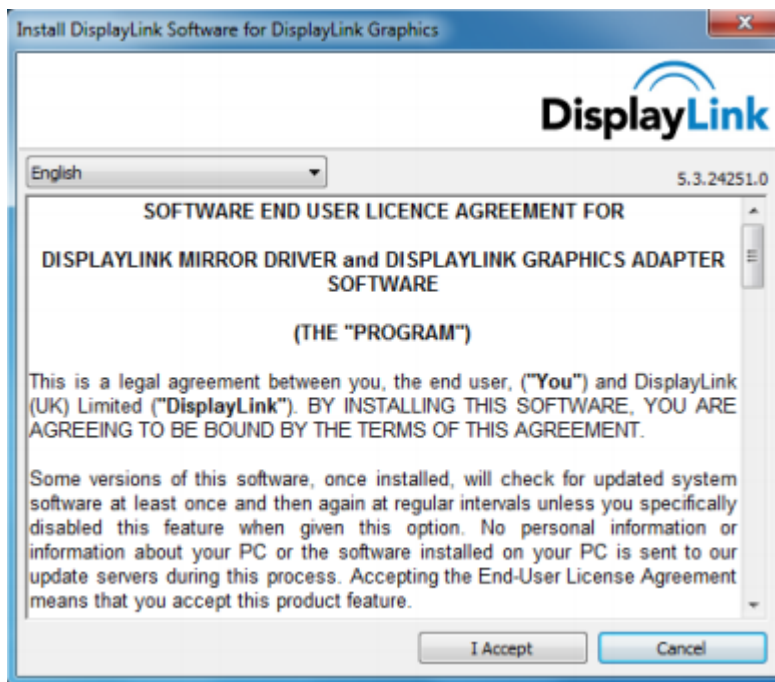 Install DisplayLink Software for DisplayLink Graphics
DisplayLink
English
5.3.24251.0
SOFTWARE END USER LICENCE AGREEMENT FOR
DISPLAYLINK MIRROR DRIVER and DISPLAYLINK GRAPHICS ADAPTER
SOFTWARE
(THE "PROGRAM")
This is a legal agreement between you, the end user, ("You") and DisplayLink
(UK) Limited ("DisplayLink"). BY INSTALLING THIS SOFTWARE, YOU ARE
AGREEING TO BE BOUND BY THE TERMS OF THIS AGREEMENT.
Some versions of this software, once installed, will check for updated system
software at least once and then again at regular intervals unless you specifically
disabled this feature when given this option. No personal information or
information about your PC or the software installed on your PC is sent to our
update servers during this process. Accepting the End-User License Agreement
means that you accept this product feature.
I Accept
Cancel